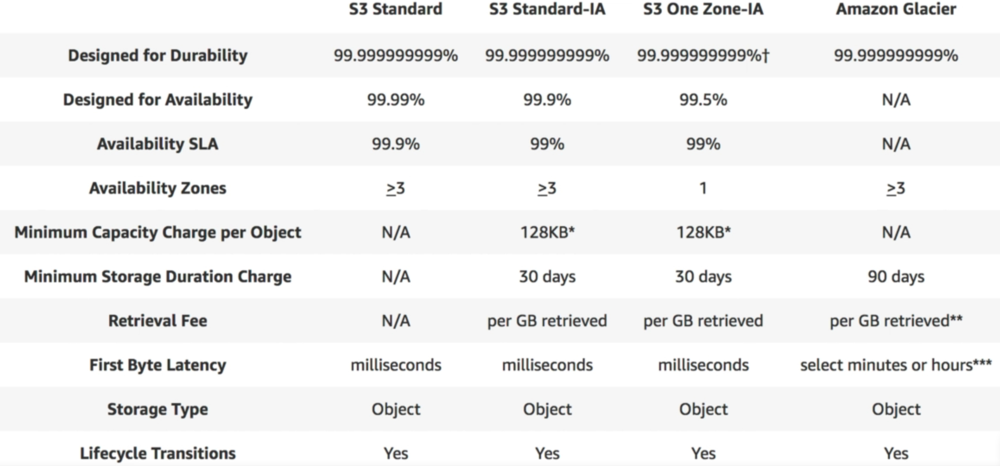 S3 Standard S3 Standard-IA S3 One Zone-IA Amazon Glacier
Designed for Durability 99.999999999% 99.999999999% 99.999999999%† 99.999999999%
Designed for Availability 99.99% 99.9% 99.5% N/A
Availability SLA 99.9% 99% 99% N/A
Availability Zones ≥3 ≥3 1 ≥3
Minimum Capacity Charge per Object N/A 128KB* 128KB* N/A
Minimum Storage Duration Charge N/A 30 days 30 days 90 days
Retrieval Fee N/A per GB retrieved per GB retrieved per GB retrieved**
First Byte Latency milliseconds milliseconds milliseconds select minutes or hours***
Storage Type Object Object Object Object
Lifecycle Transitions Yes Yes Yes Yes